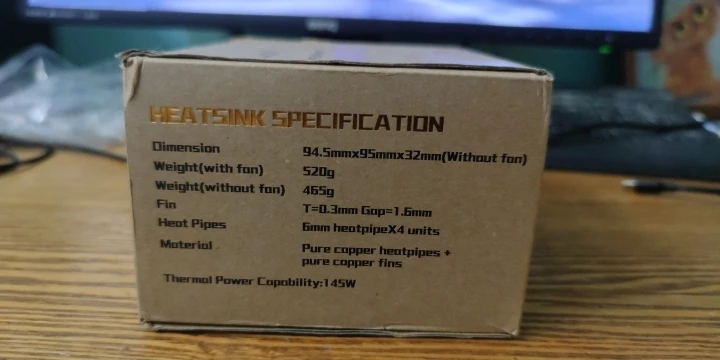 HEATSINK SPECIFICATION
Dimension 94.5mmx95mmx32mm(Without fan)
Weight(with fan) 520g
Weight(without fan) 465g
Fin T=0.3mm Gap=1.6mm
Heat Pipes 6mm heatpipeX4 units
Material Pure copper heatpipes +
pure copper fins
Thermal Power Capability:145W